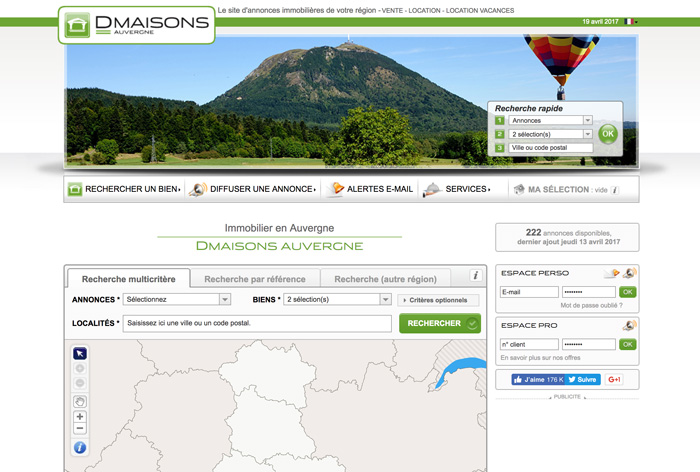 DMAISONS
AUVERGNE
Le site d'annonces immobilières de votre région - VENTE - LOCATION - LOCATION VACANCES
19 avril 2017
Recherche rapide
1 Annonces
2 2 sélection(s)
3 Ville ou code postal
OK
RECHERCHER UN BIEN
DIFFUSER UNE ANNONCE
ALERTES E-MAIL
SERVICES
MA SÉLECTION : vide i
Immobilier en Auvergne
DMAISONS AUVERGNE
222 annonces disponibles,
dernier ajout jeudi 13 avril 2017
Recherche multicritère
Recherche par référence
Recherche (autre région)
i
ANNONCES * Sélectionnez
BIENS * 2 sélection(s)
Critères optionnels
LOCALITÉS * Saisissez ici une ville ou un code postal.
RECHERCHER
i
ESPACE PERSO
E-mail •••••••• OK
Mot de passe oublié ?
ESPACE PRO
n° client •••••••• OK
En savoir plus sur nos offres
J'aime 176 K
Suivre
G+1
PUBLICITE